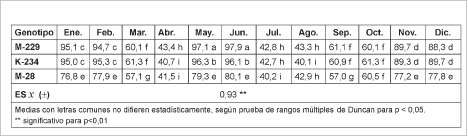 Genotipo Ene. Feb. Mar. Abr. May. Jun. Jul. Ago. Sep. Oct. Nov. Dic.
M-229 95,1 c 94,7 c 60,1 f 43,4 h 97,1 a 97,9 a 42,8 h 43,3 h 61,1 f 60,1 f 89,7 d 88,3 d
K-234 95,0 c 95,3 c 61,3 f 40,7 i 96,3 b 96,1 b 42,7 h 40,1 i 60,9 f 61,3 f 89,3 d 89,7 d
M-28 76,8 e 77,9 e 57,1 g 41,5 i 79,3 e 80,1 e 40,2 i 42,9 h 57,0 g 60,5 f 77,2 e 77,8 e
ES x (±) 0,93 **
Medias con letras comunes no difieren estadísticamente, según prueba de rangos múltiples de Duncan para p < 0,05.
** significativo para p<0,01